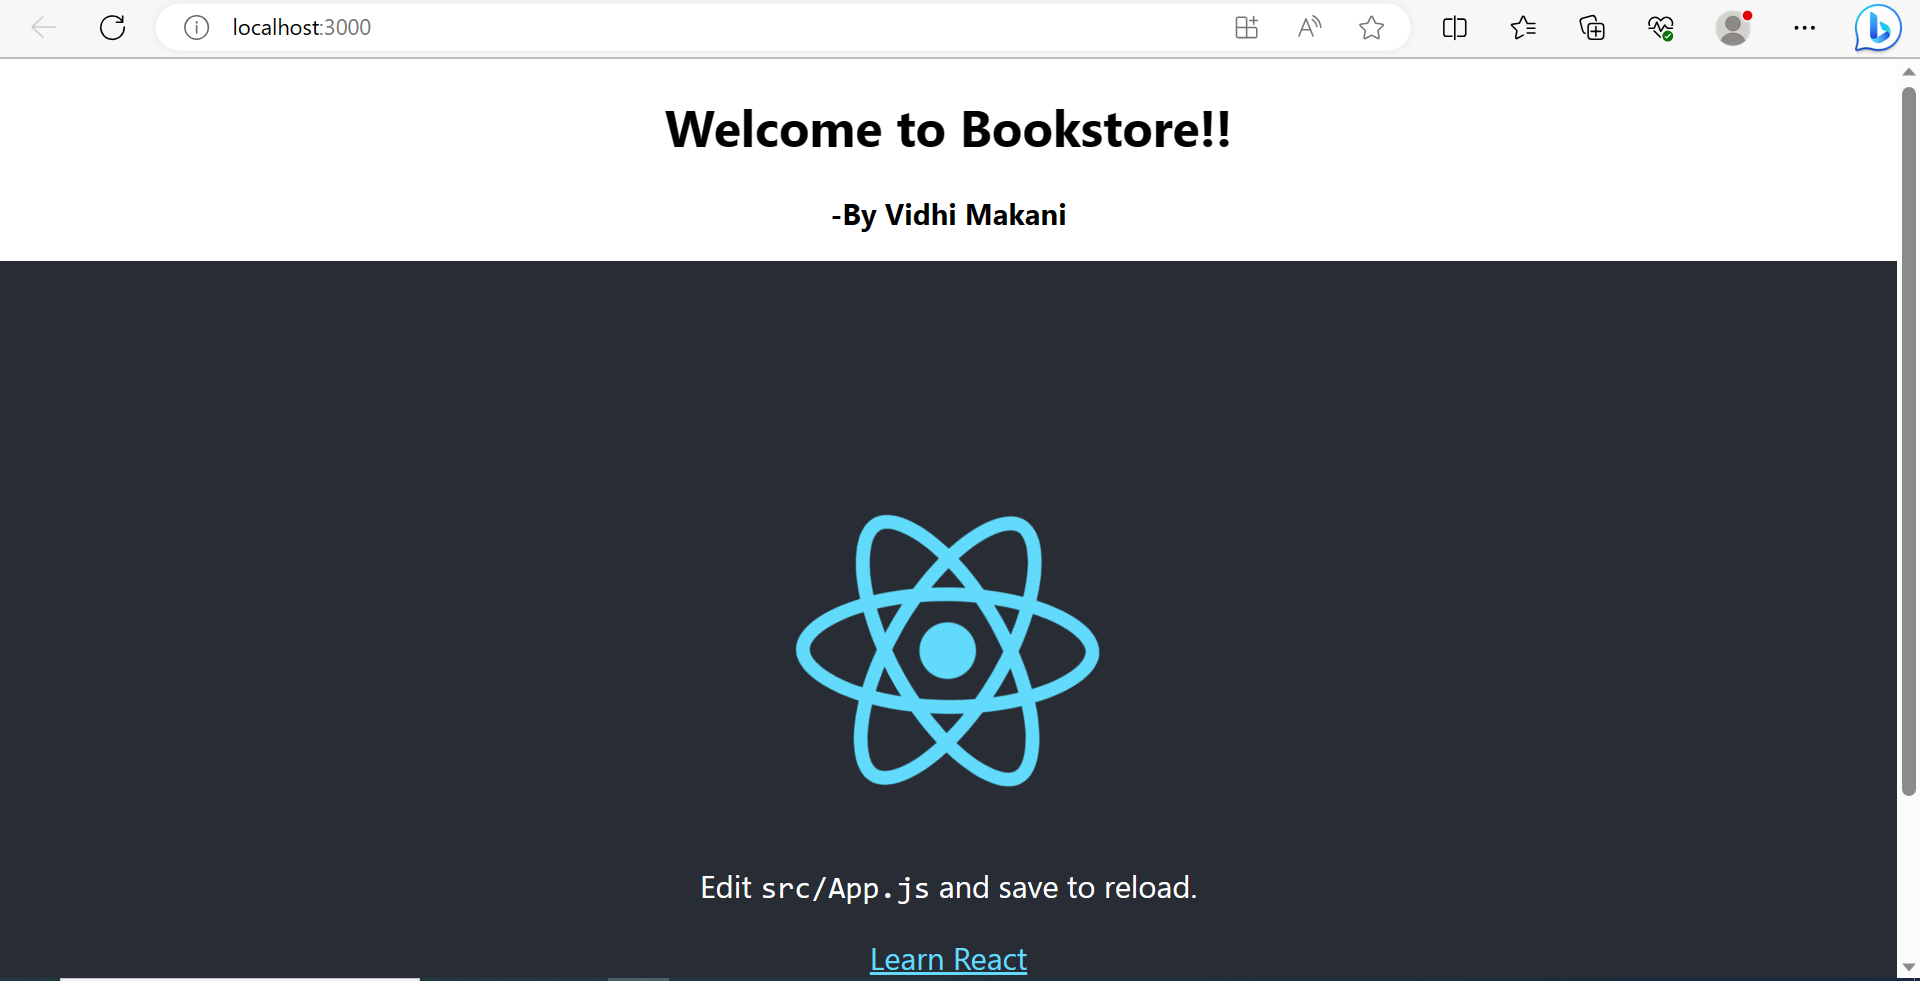 localhost:3000
Welcome to Bookstore!!
-By Vidhi Makani
Edit src/App.js and save to reload.
Learn React